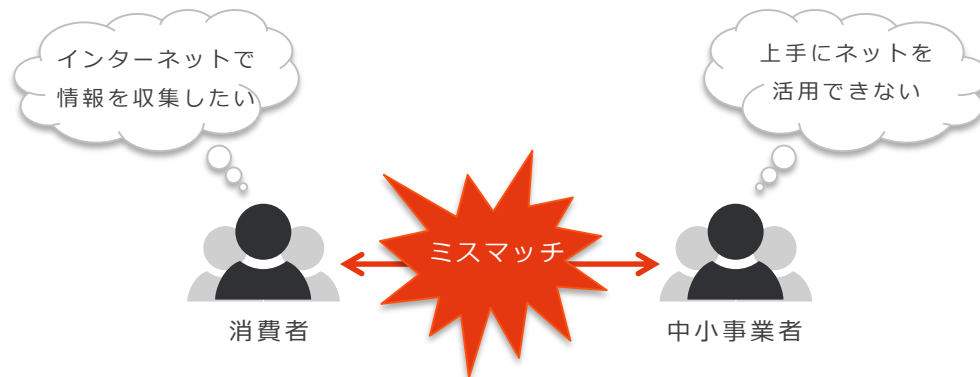 インターネットで
情報を収集したい
上手にネットを
活用できない
ミスマッチ
消費者
中小事業者